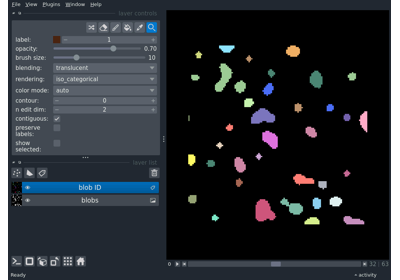 File View Plugins Window Help
layer controls
label: 1
opacity: 0.70
brush size: 10
blending: translucent
rendering: iso_categorical
color mode: auto
contour: 0
n edit dim: 2
contiguous:
preserve
labels:
show
selected:
layer list
blob ID
blobs
32 63
Ready
activity